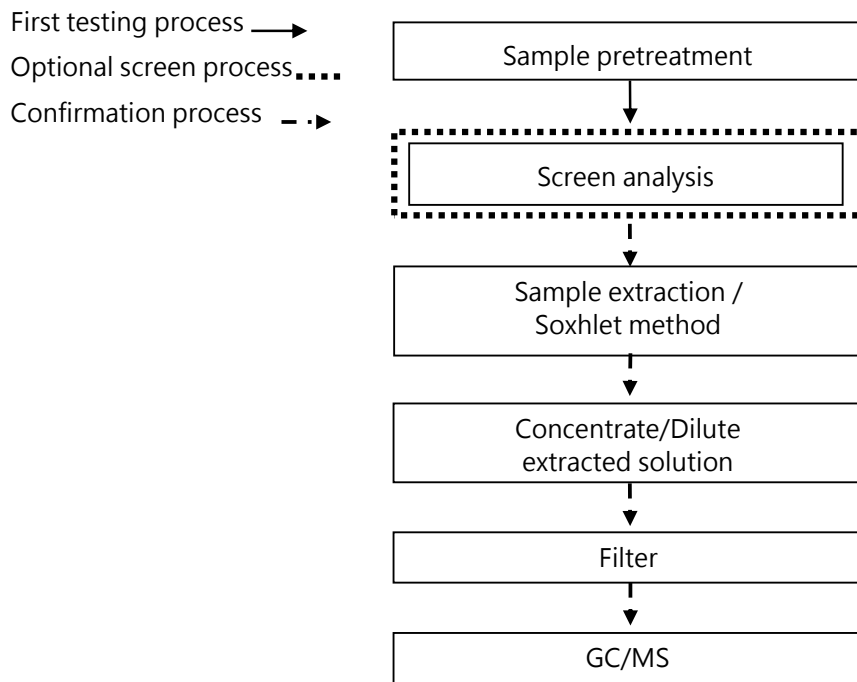 First testing process
Optional screen process
Confirmation process
Sample pretreatment
Screen analysis
Sample extraction /
Soxhlet method
Concentrate/Dilute
extracted solution
Filter
GC/MS